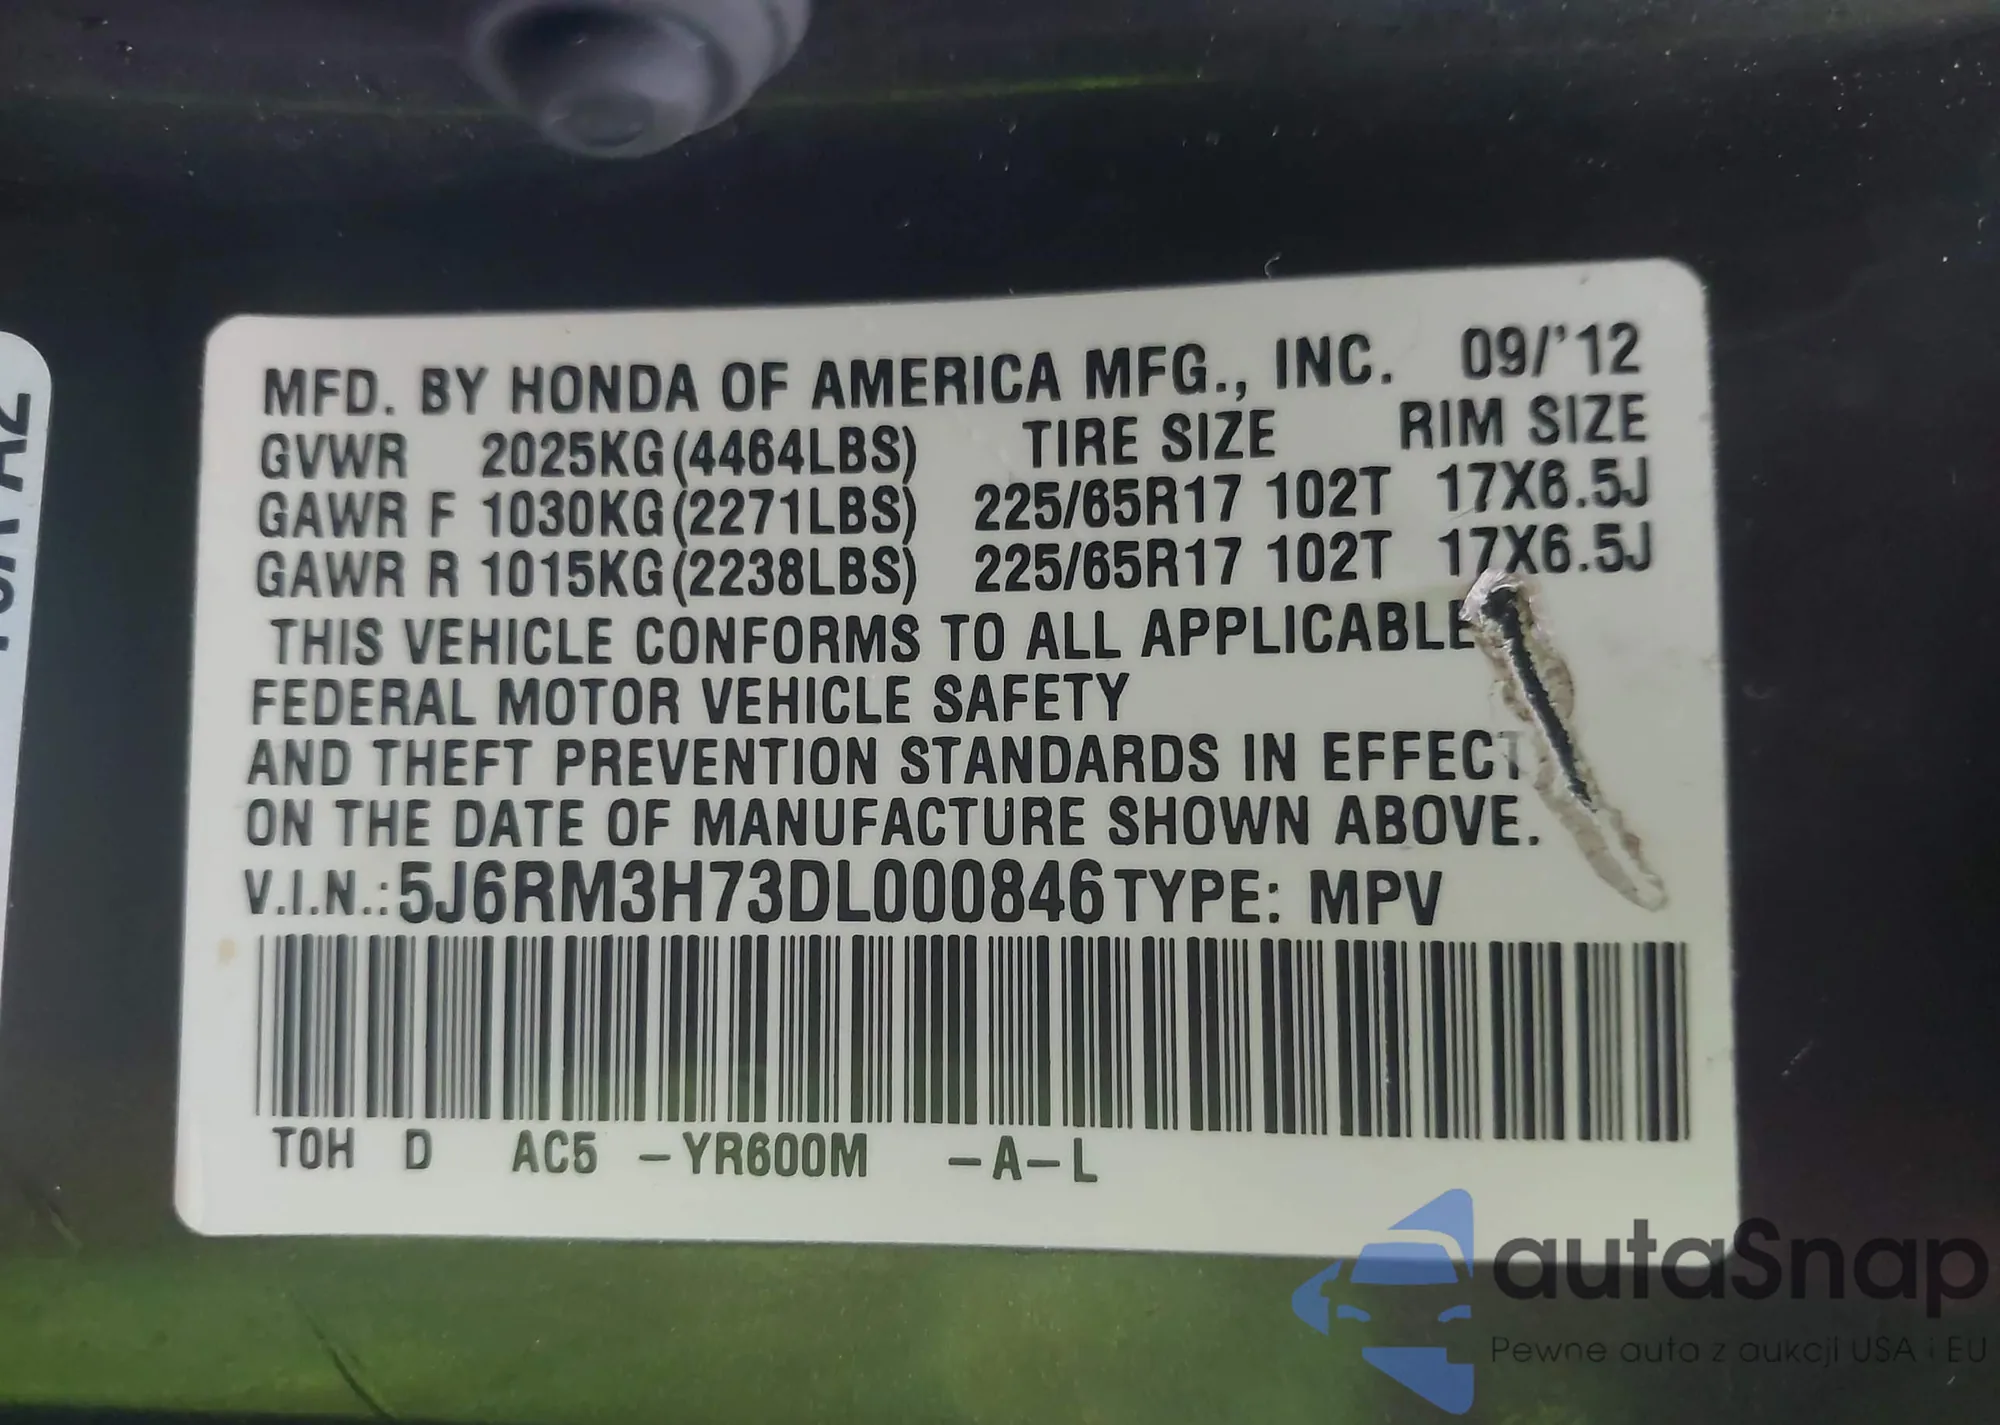 MFD. BY HONDA OF AMERICA MFG., INC. 09/'12
GVWR 2025KG(4464LBS) TIRE SIZE RIM SIZE
GAWR F 1030KG(2271LBS) 225/65R17 102T 17X6.5J
GAWR R 1015KG(2238LBS) 225/65R17 102T 17X6.5J
THIS VEHICLE CONFORMS TO ALL APPLICABLE
FEDERAL MOTOR VEHICLE SAFETY
AND THEFT PREVENTION STANDARDS IN EFFECT
ON THE DATE OF MANUFACTURE SHOWN ABOVE.
V.I.N.:5J6RM3H73DL000846 TYPE: MPV
TOH D AC5 -YR600M -A-L
autaSnap
Pewne auta z aukcji USA i EU